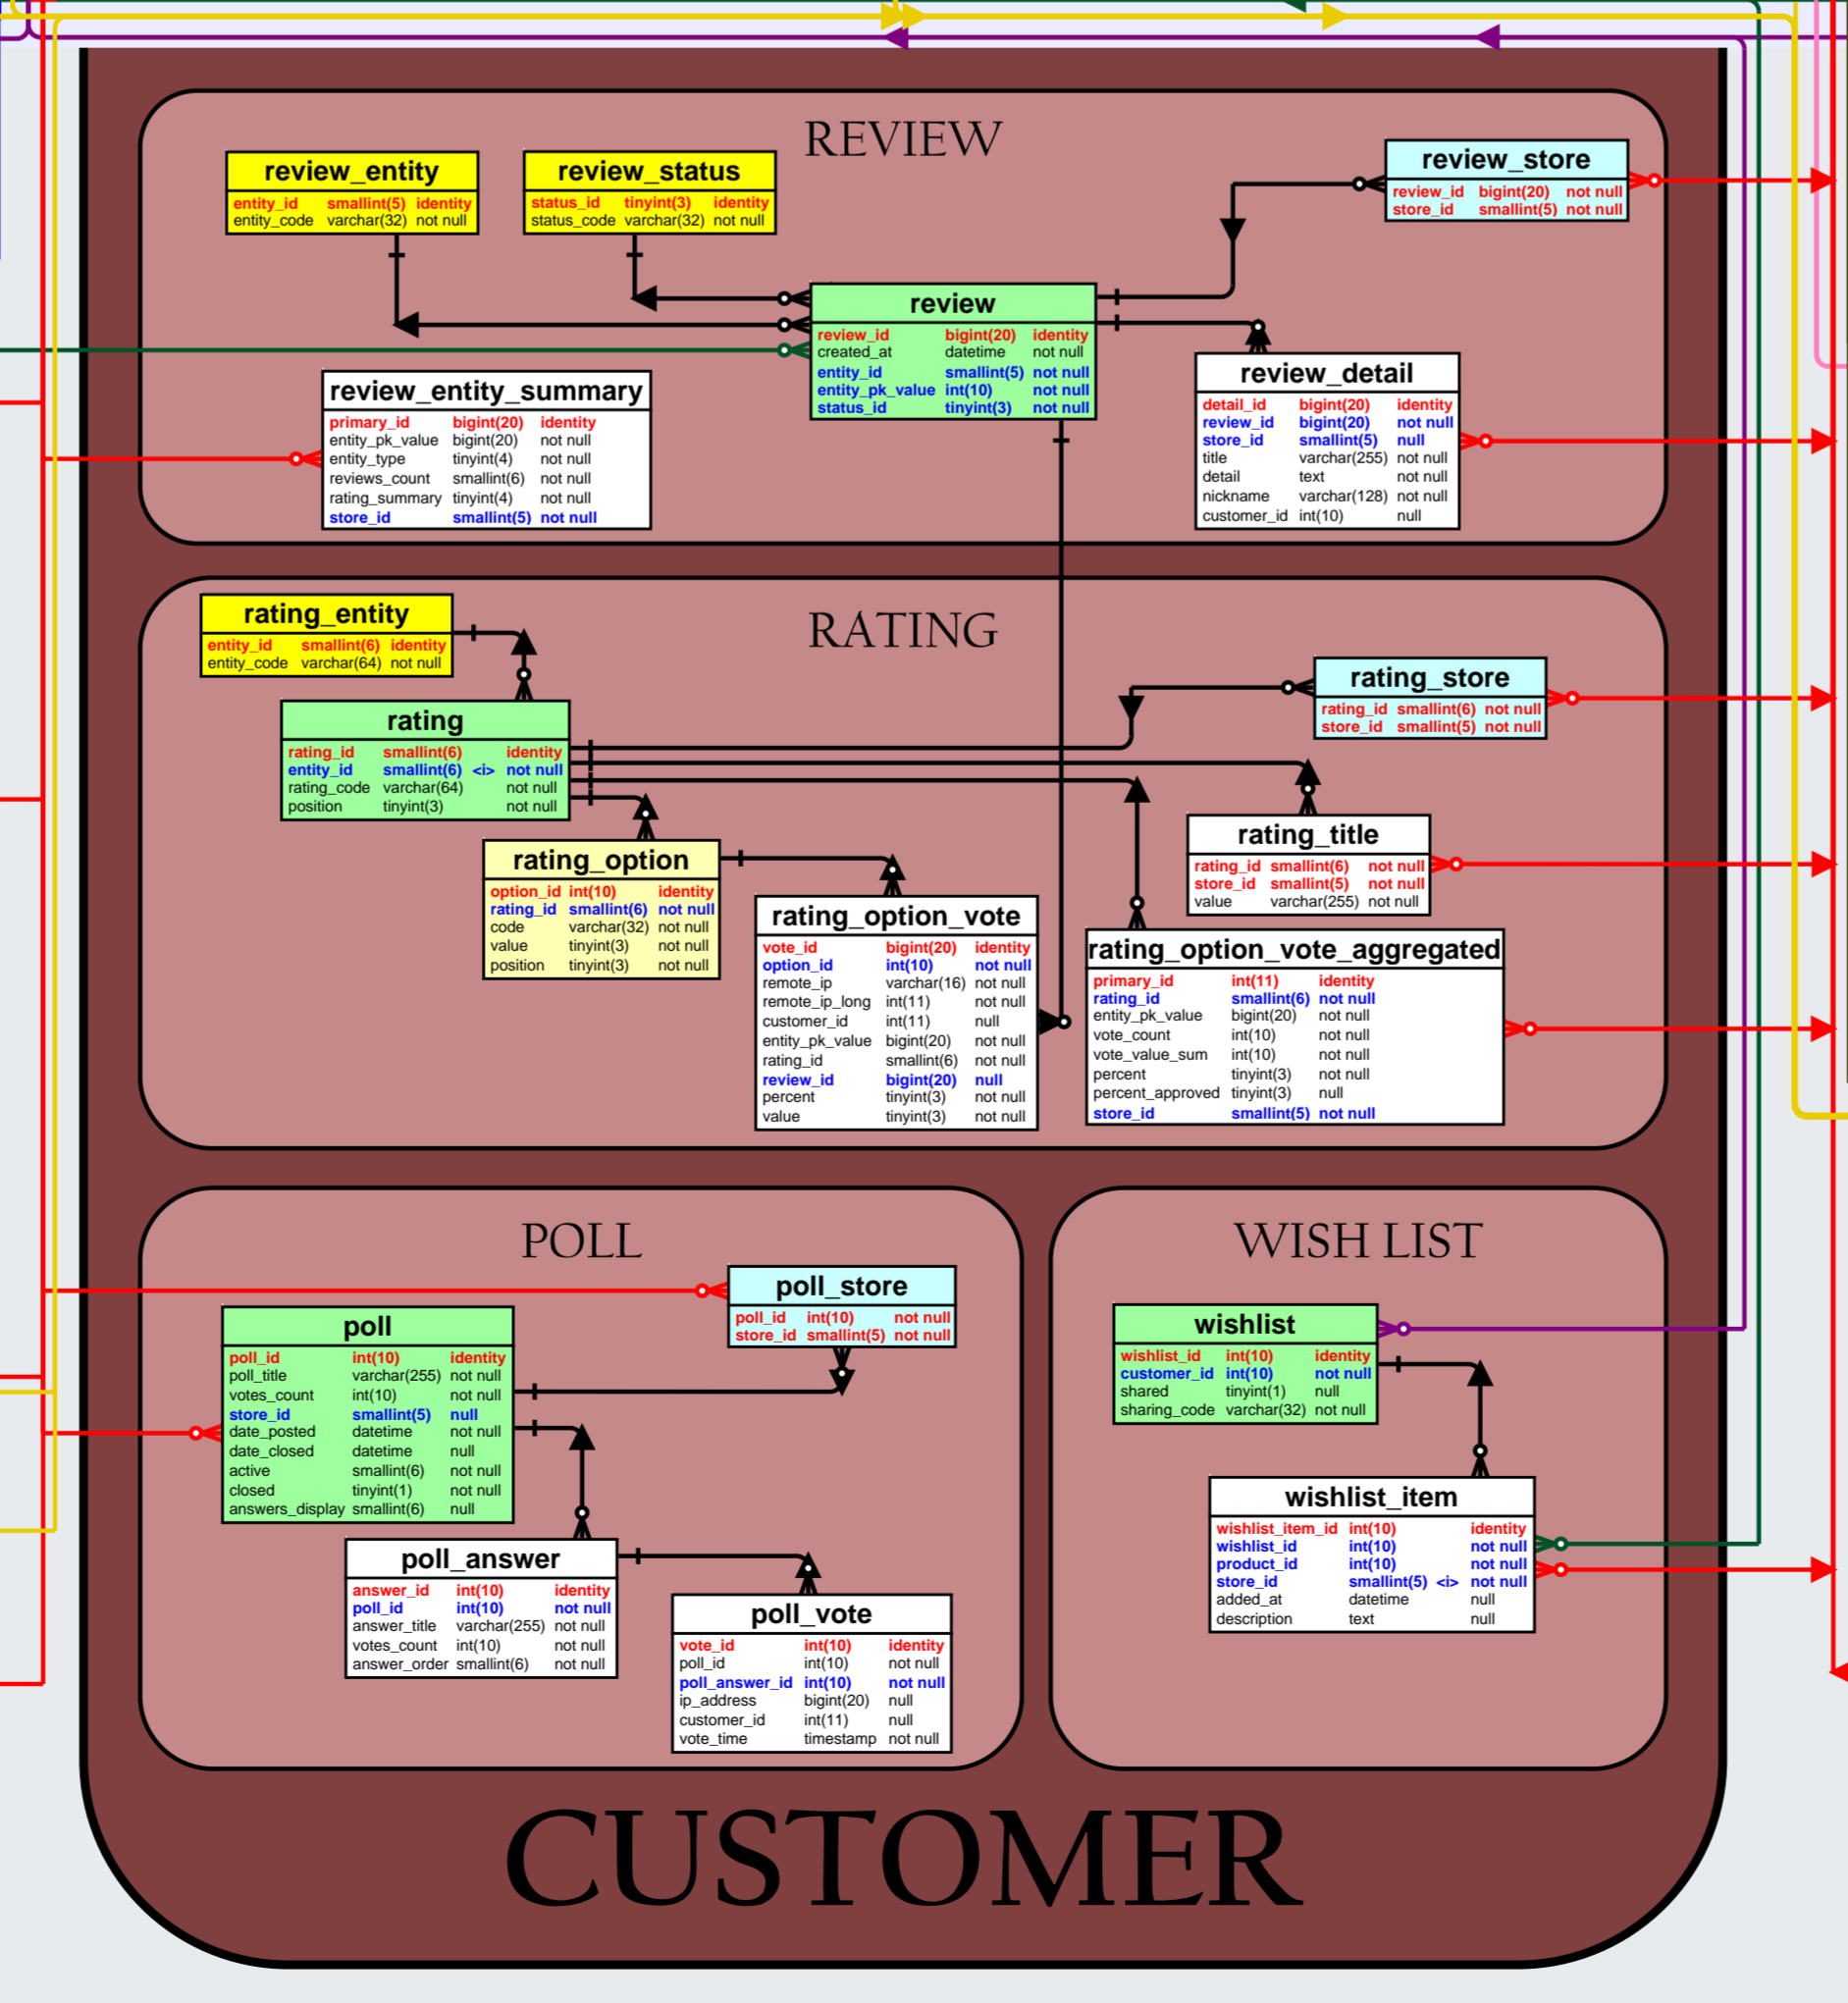 REVIEW
review_entity
entity_id smallint(5) identity
entity_code varchar(32) not null
review_status
status_id tinyint(3) identity
status_code varchar(32) not null
review_store
review_id bigint(20) not null
store_id smallint(5) not null
review
review_id bigint(20) identity
created_at datetime not null
entity_id smallint(5) not null
entity_pk_value int(10) not null
status_id tinyint(3) not null
review_entity_summary
primary_id bigint(20) identity
entity_pk_value bigint(20) not null
entity_type tinyint(4) not null
reviews_count smallint(6) not null
rating_summary tinyint(4) not null
store_id smallint(5) not null
review_detail
detail_id bigint(20) identity
review_id bigint(20) not null
store_id smallint(5) null
title varchar(255) not null
detail text not null
nickname varchar(128) not null
customer_id int(10) null
RATING
rating_entity
entity_id smallint(6) identity
entity_code varchar(64) not null
rating_store
rating_id smallint(6) not null
store_id smallint(5) not null
rating
rating_id smallint(6) identity
entity_id smallint(6) <i> not null
rating_code varchar(64) not null
position tinyint(3) not null
rating_title
rating_id smallint(6) not null
store_id smallint(5) not null
value varchar(255) not null
rating_option
option_id int(10) identity
rating_id smallint(6) not null
code varchar(32) not null
value tinyint(3) not null
position tinyint(3) not null
rating_option_vote
vote_id bigint(20) identity
option_id int(10) not null
remote_ip varchar(16) not null
remote_ip_long int(11) not null
customer_id int(11) null
entity_pk_value bigint(20) not null
rating_id smallint(6) not null
review_id bigint(20) null
percent tinyint(3) not null
value tinyint(3) not null
rating_option_vote_aggregated
primary_id int(11) identity
rating_id smallint(6) not null
entity_pk_value bigint(20) not null
vote_count int(10) not null
vote_value_sum int(10) not null
percent tinyint(3) not null
percent_approved tinyint(3) null
store_id smallint(5) not null
POLL
poll_store
poll_id int(10) not null
store_id smallint(5) not null
poll
poll_id int(10) identity
poll_title varchar(255) not null
votes_count int(10) not null
store_id smallint(5) null
date_posted datetime not null
date_closed datetime null
active smallint(6) not null
closed tinyint(1) not null
answers_display smallint(6) null
poll_answer
answer_id int(10) identity
poll_id int(10) not null
answer_title varchar(255) not null
votes_count int(10) not null
answer_order smallint(6) not null
poll_vote
vote_id int(10) identity
poll_id int(10) not null
poll_answer_id int(10) not null
ip_address bigint(20) null
customer_id int(11) null
vote_time timestamp not null
WISH LIST
wishlist
wishlist_id int(10) identity
customer_id int(10) not null
shared tinyint(1) null
sharing_code varchar(32) not null
wishlist_item
wishlist_item_id int(10) identity
wishlist_id int(10) not null
product_id int(10) not null
store_id smallint(5) <i> not null
added_at datetime null
description text null
CUSTOMER